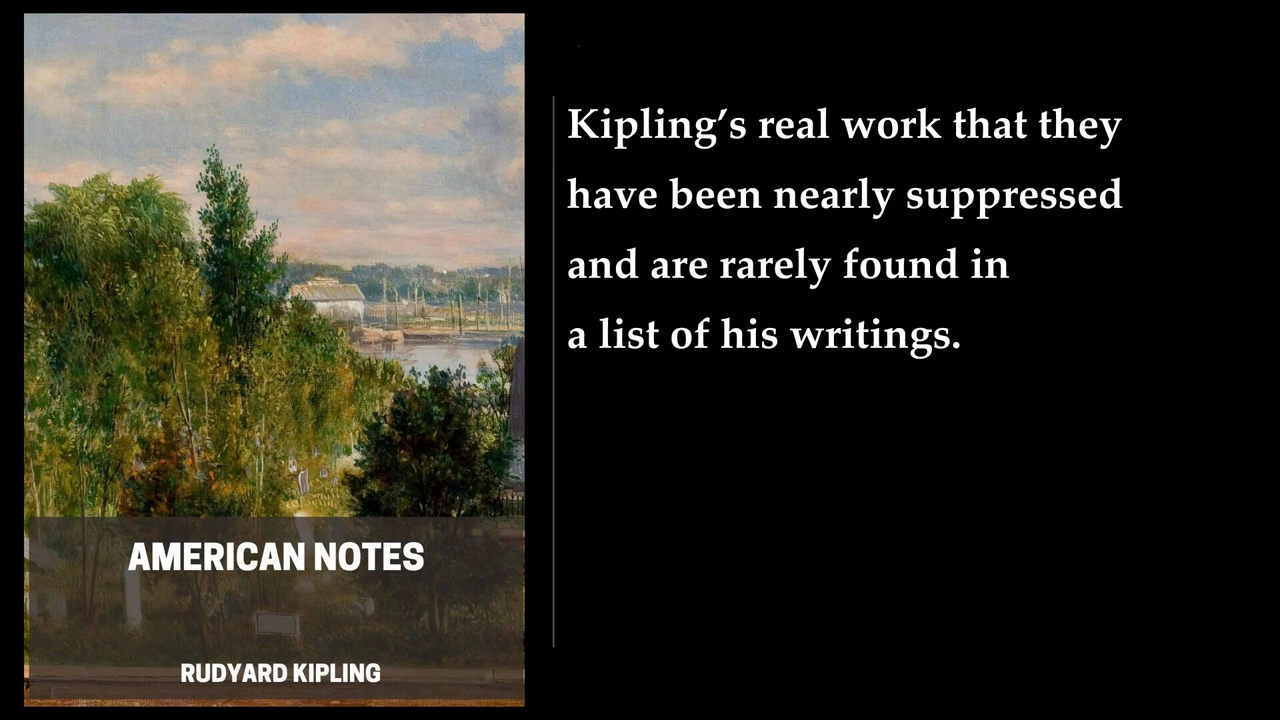 Kipling’s real work that they
have been nearly suppressed
and are rarely found in
a list of his writings.
AMERICAN NOTES
RUDYARD KIPLING